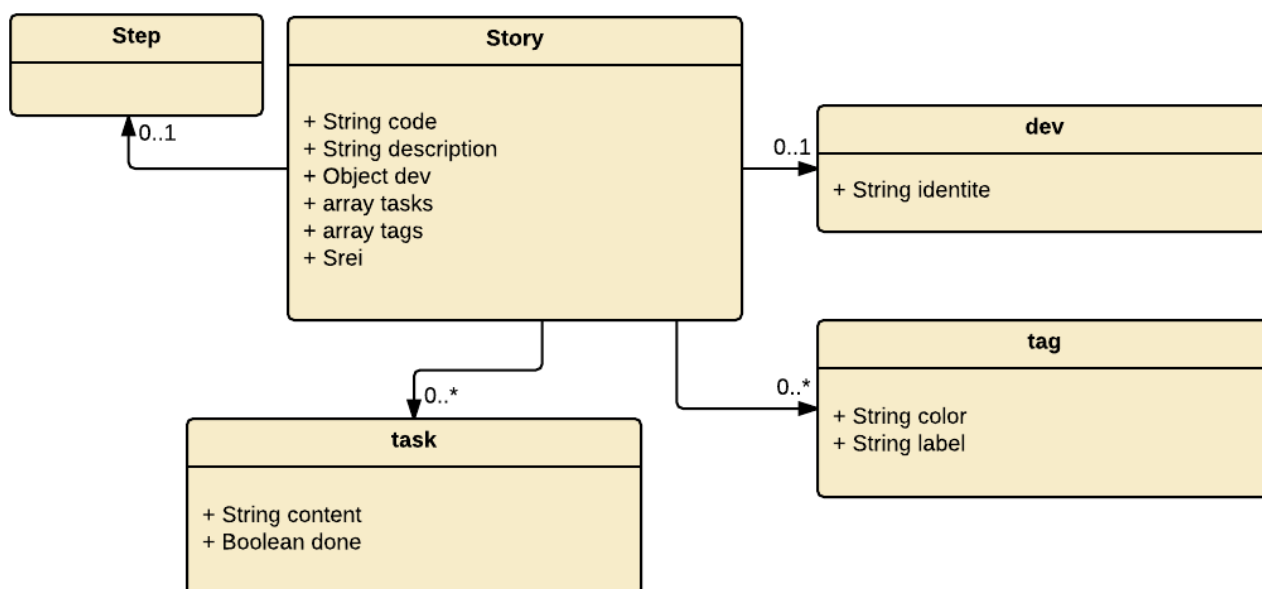 Step
0..1
Story
+ String code
+ String description
+ Object dev
+ array tasks
+ array tags
+ Srei
0..1
dev
+ String identite
0..*
tag
+ String color
+ String label
0..*
task
+ String content
+ Boolean done